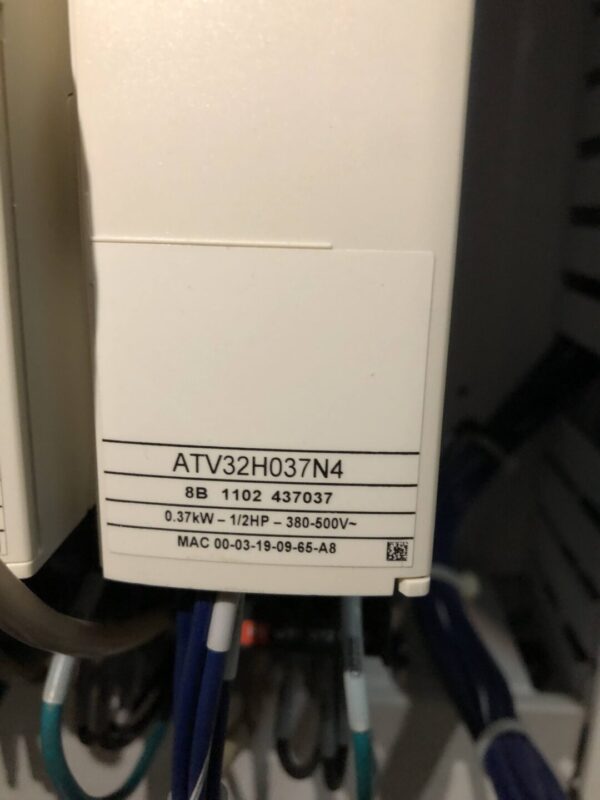 ATV32H037N4
8B 1102 437037
0.37kW – 1/2HP – 380-500V~
MAC 00-03-19-09-65-A8